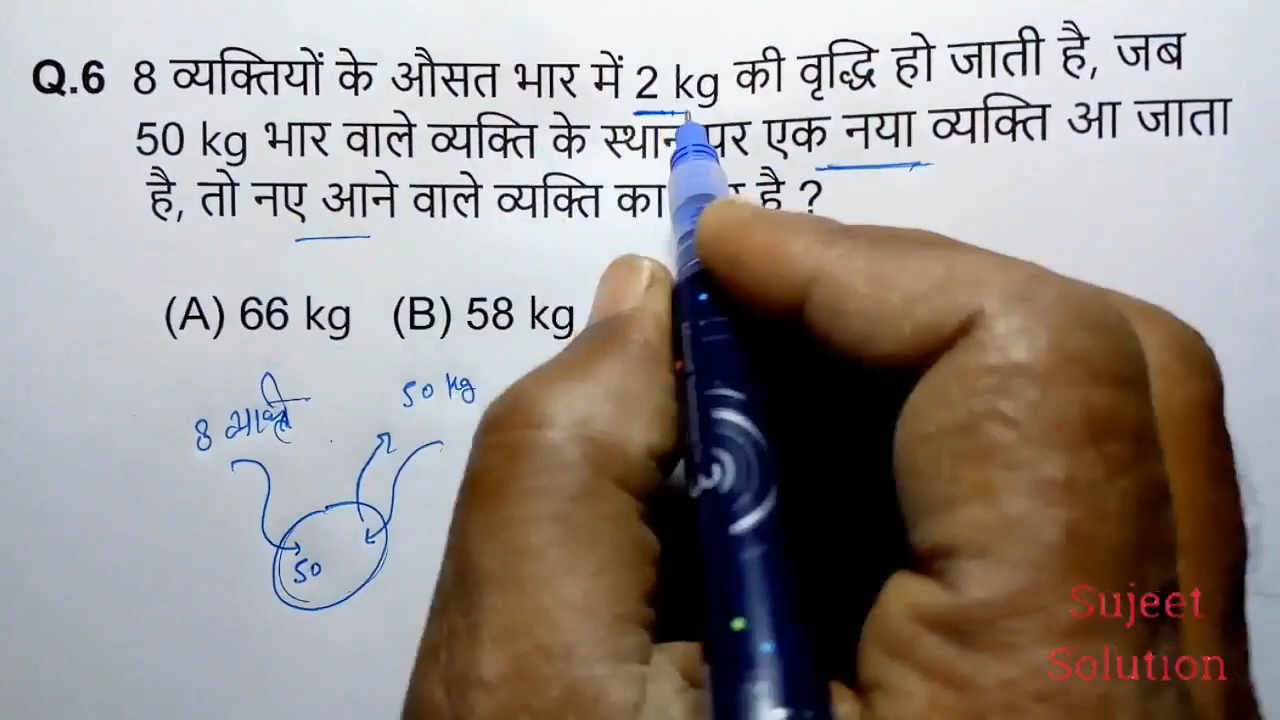 Q.6 8 व्यक्तियों के औसत भार में 2 kg की वृद्धि हो जाती है, जब
50 kg भार वाले व्यक्ति के स्थान पर एक नया व्यक्ति आ जाता
है, तो नए आने वाले व्यक्ति का है ?
(A) 66 kg (B) 58 kg
8
50 kg
50
Sujeet
Solution